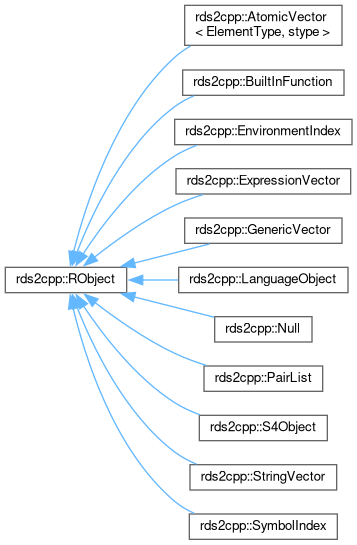 rds2cpp::AtomicVector
< ElementType, stype >
rds2cpp::BuiltInFunction
rds2cpp::EnvironmentIndex
rds2cpp::ExpressionVector
rds2cpp::GenericVector
rds2cpp::RObject
rds2cpp::LanguageObject
rds2cpp::Null
rds2cpp::PairList
rds2cpp::S4Object
rds2cpp::StringVector
rds2cpp::SymbolIndex